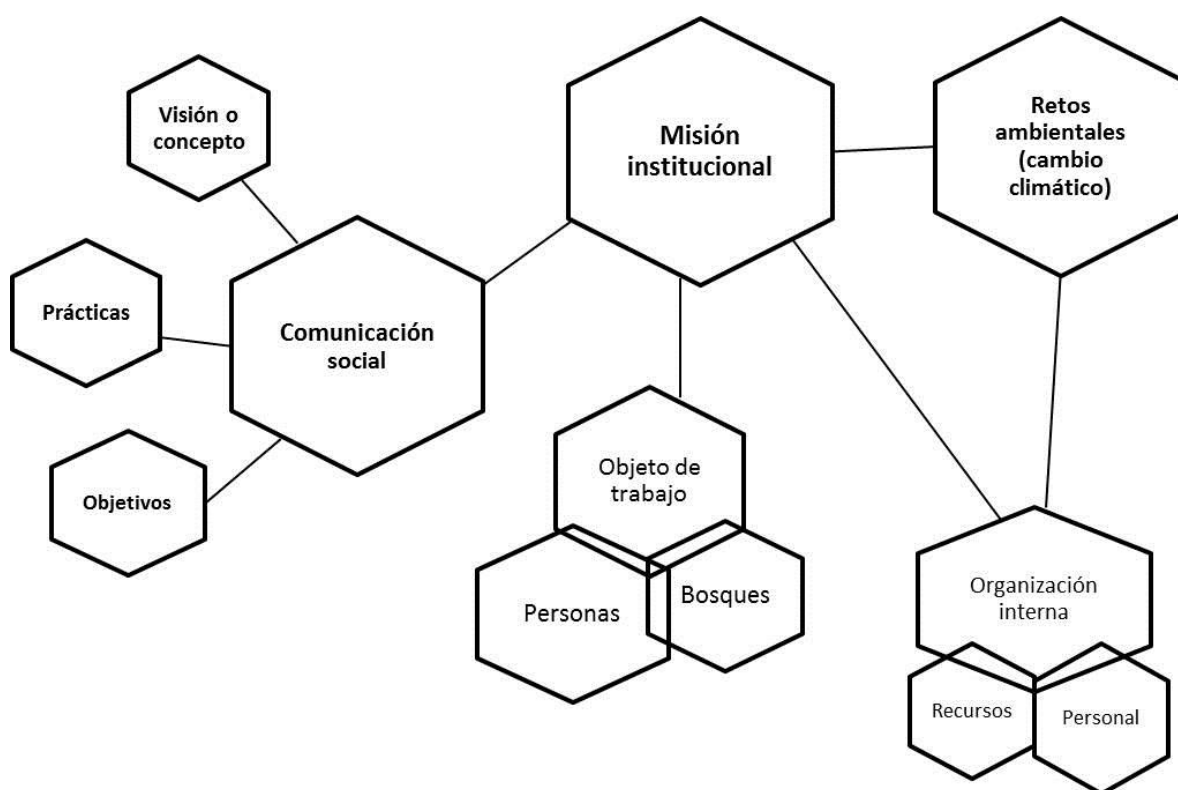 Visión o
concepto
Prácticas
Objetivos
Comunicación
social
Misión
institucional
Retos
ambientales
(cambio
climático)
Objeto de
trabajo
Personas
Bosques
Organización
interna
Recursos
Personal